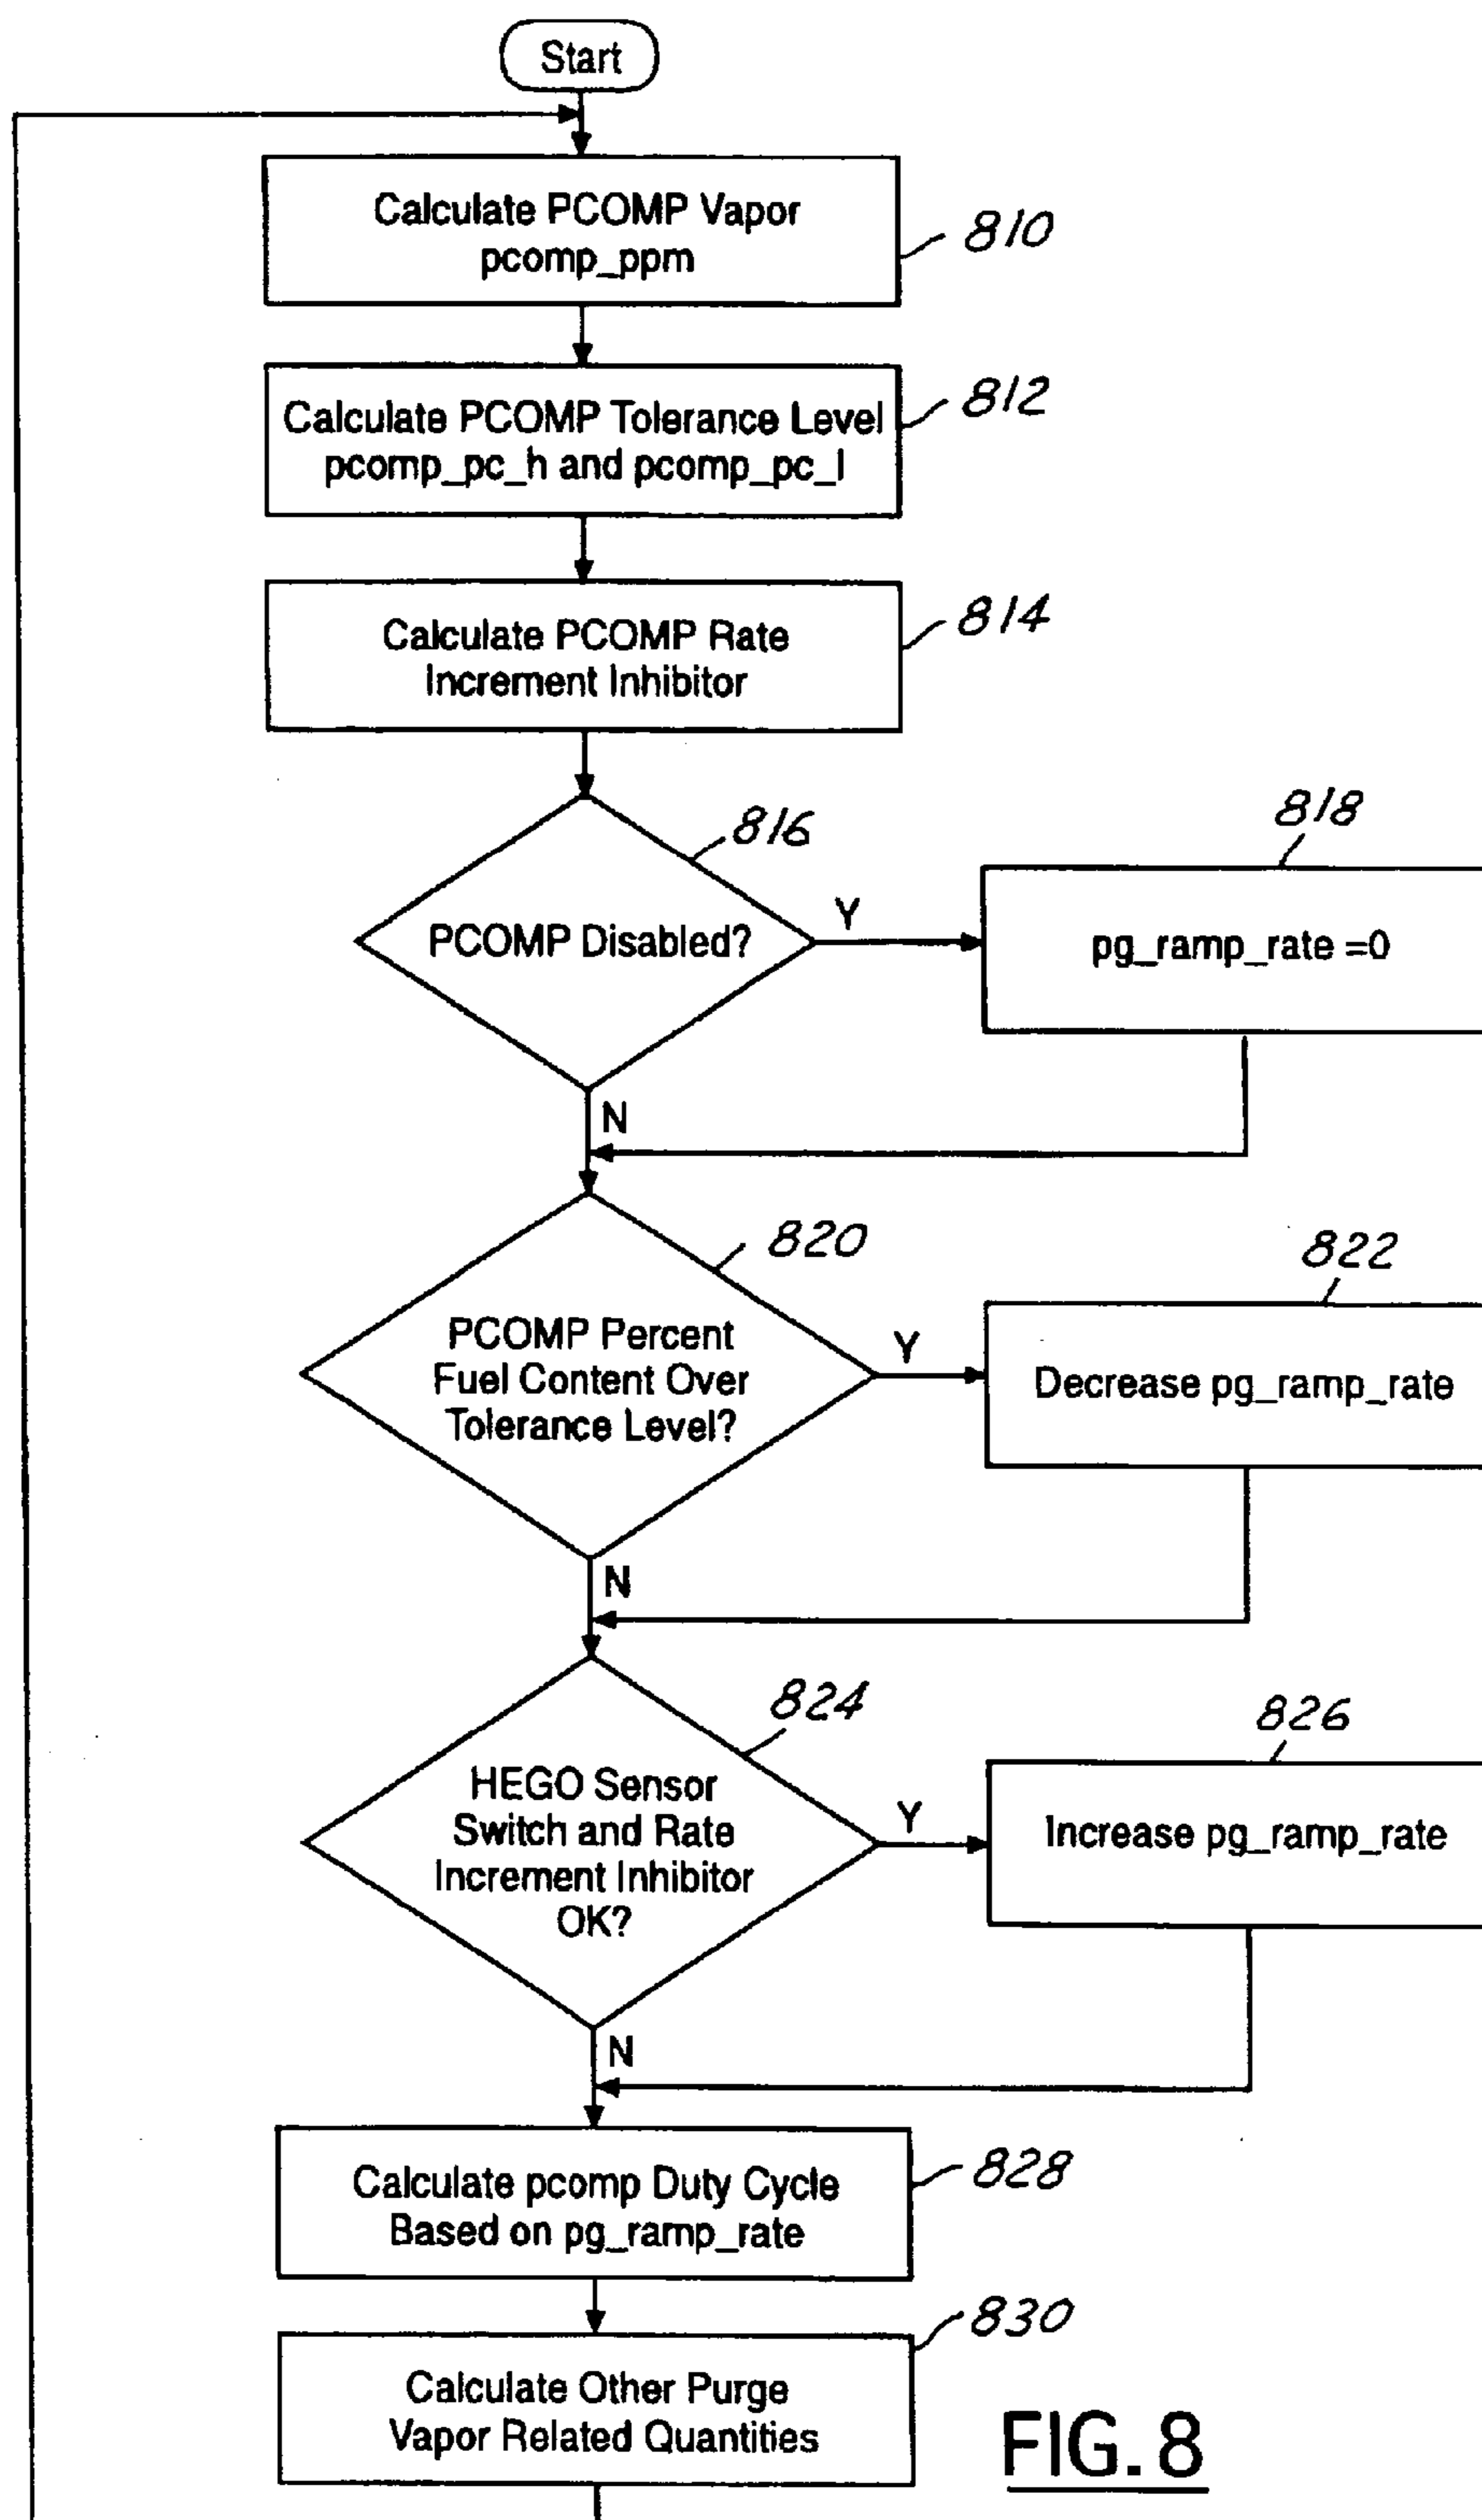 Start
Calculate PCOMP Vapor
pcomp_ppm
810
Calculate PCOMP Tolerance Level
pcomp_pc_h and pcomp_pc_l
812
Calculate PCOMP Rate
Increment Inhibitor
814
816
PCOMP Disabled?
Y
818
pg_ramp_rate =0
N
820
PCOMP Percent
Fuel Content Over
Tolerance Level?
Y
822
Decrease pg_ramp_rate
N
824
HEGO Sensor
Switch and Rate
Increment Inhibitor
OK?
Y
826
Increase pg_ramp_rate
N
Calculate pcomp Duty Cycle
Based on pg_ramp_rate
828
Calculate Other Purge
Vapor Related Quantities
830
FIG. 8